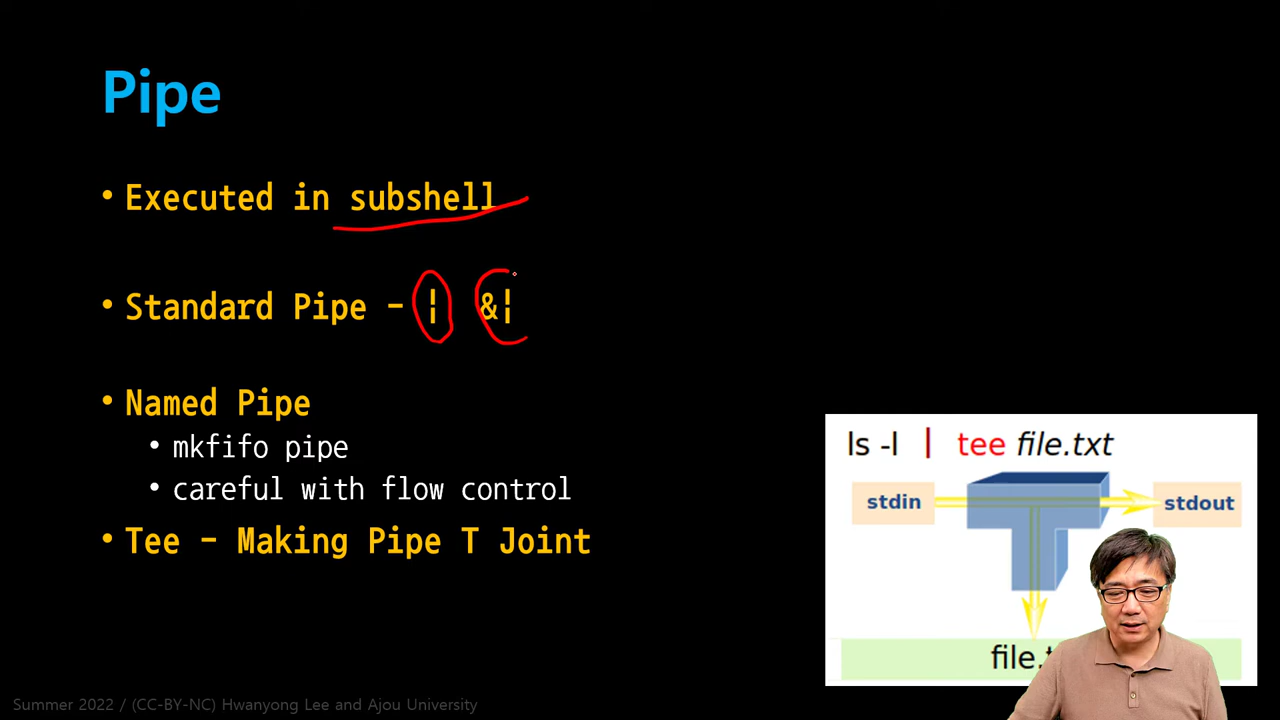 Pipe
• Executed in subshell
• Standard Pipe - | &|
• Named Pipe
• mkfifo pipe
• careful with flow control
• Tee - Making Pipe T Joint
ls -l | tee file.txt
stdin
stdout
Summer 2022 / (CC-BY-NC) Hwanyong Lee and Ajou University